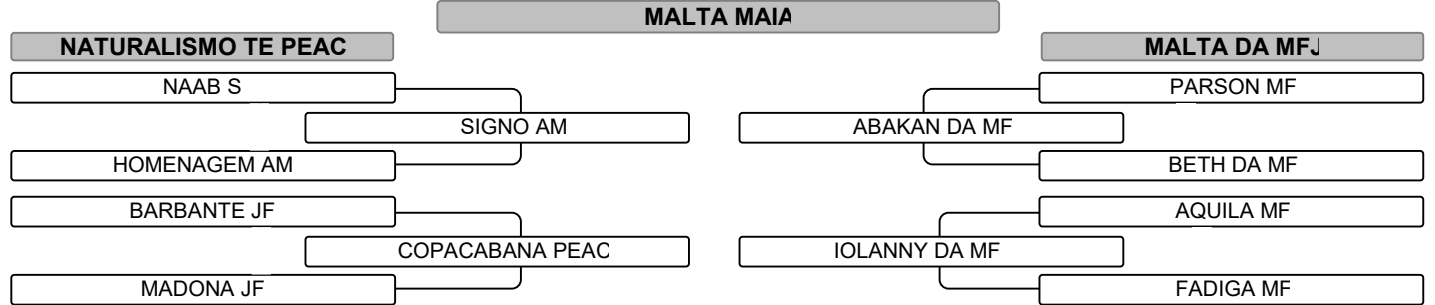 MALTA MAIA
NATURALISMO TE PEAC
MALTA DA MFJ
NAAB S
PARSON MF
SIGNO AM
ABAKAN DA MF
HOMENAGEM AM
BETH DA MF
BARBANTE JF
AQUILA MF
COPACABANA PEAC
IOLANNY DA MF
MADONA JF
FADIGA MF